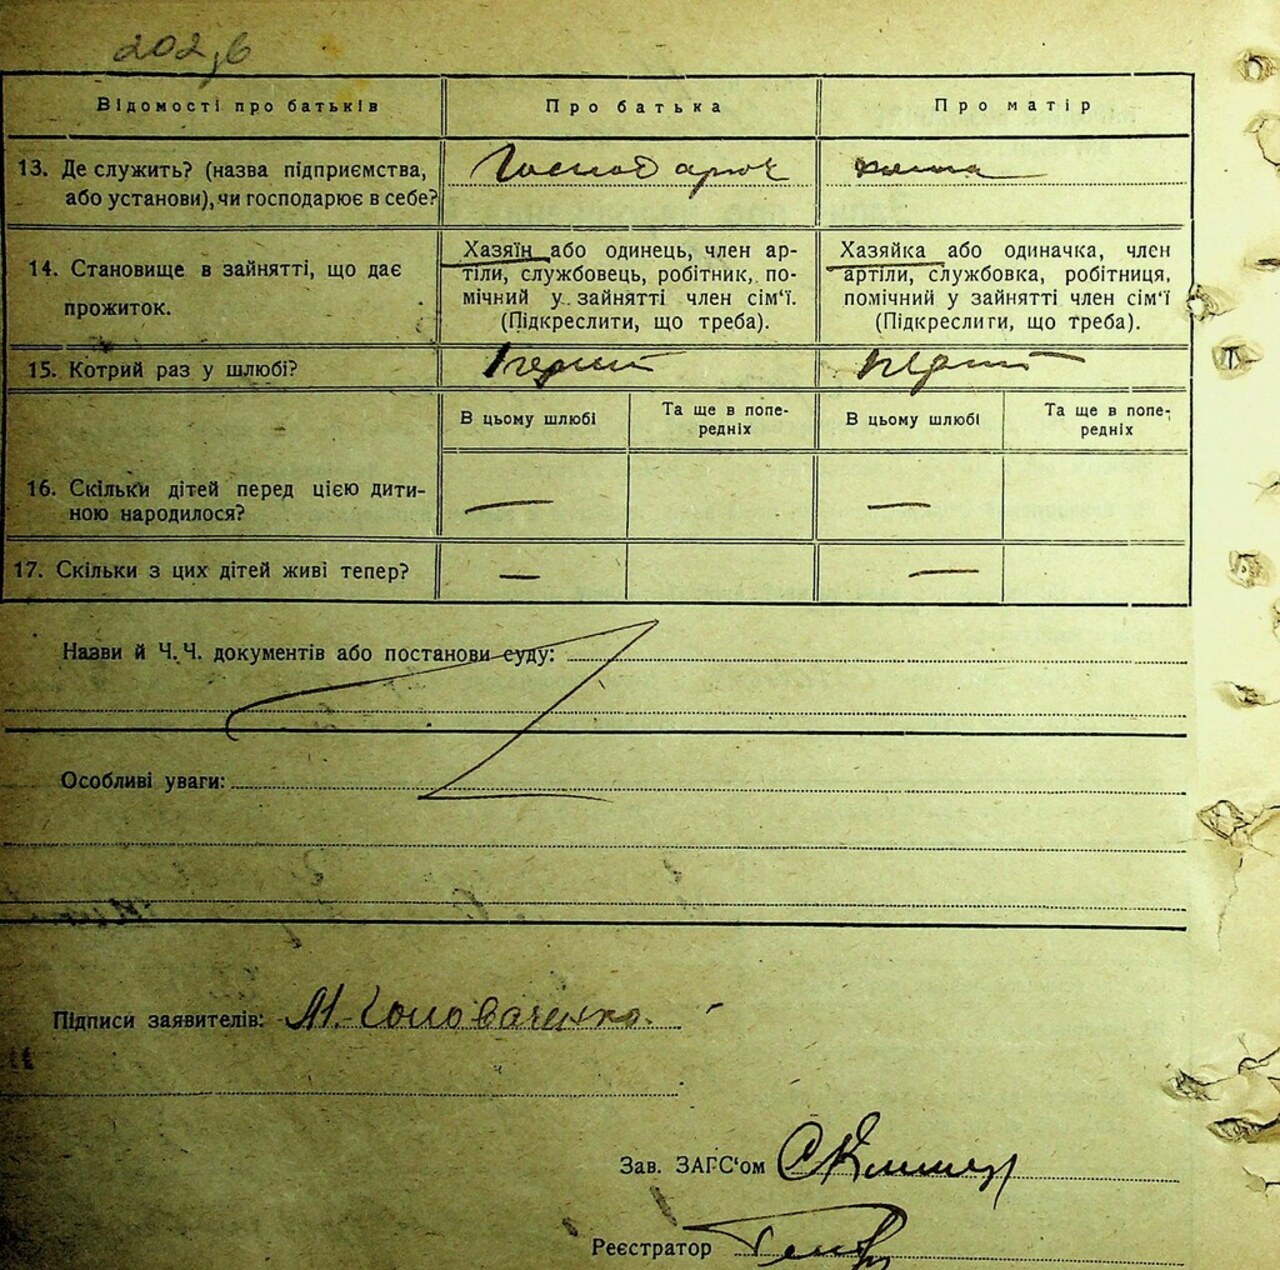 202,б
Відомості про батьків
Про батька
Про матір
13. Де служить? (назва підприємства,
або установи), чи господарює в себе?
14. Становище в зайнятті, що дає
прожиток.
Хазяїн або одинець, член ар-
тіли, службовець, робітник, по-
мічний у зайнятті член сім‘ї.
(Підкреслити, що треба).
Хазяйка або одиначка, член
артіли, службовка, робітниця,
помічний у зайнятті член сім‘ї
(Підкреслити, що треба).
15. Котрий раз у шлюбі?
Перший
Перший
В цьому шлюбі
Та ще в попе-
редніх
В цьому шлюбі
Та ще в попе-
редніх
16. Скільки дітей перед цією дити-
ною народилося?
—
—
17. Скільки з цих дітей живі тепер?
—
—
Назви й Ч.Ч. документів або постанови суду:
Особливі уваги:
Підписи заявителів: М. Головаченко.
Зав. ЗАГС‘ом
Реєстратор